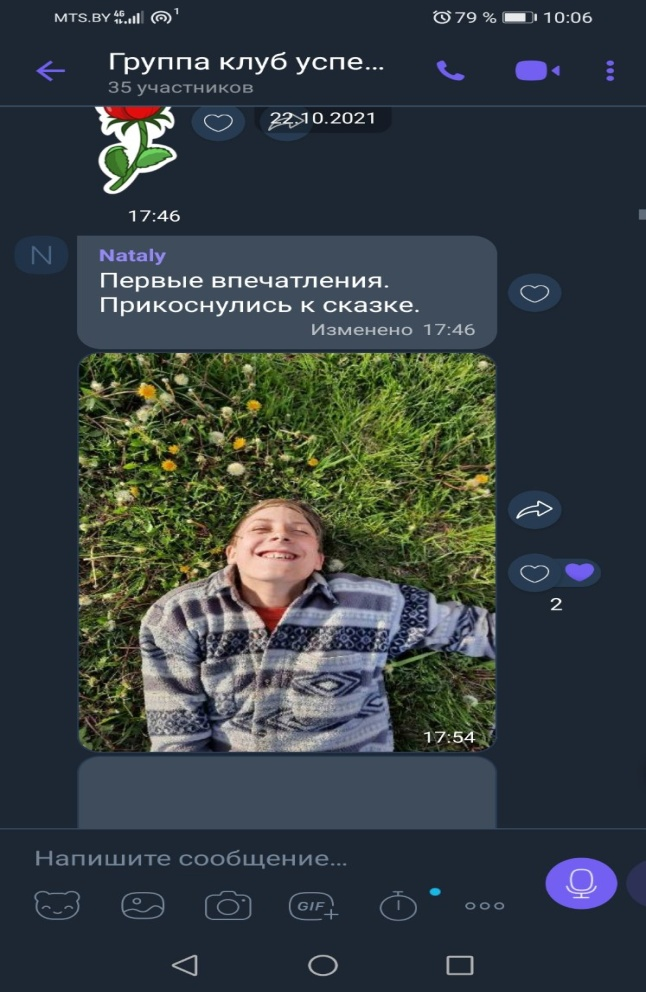 MTS.BY 4G 1 79 % 10:06
Группа клуб успе...
35 участников
22.10.2021
17:46
N
Nataly
Первые впечатления.
Прикоснулись к сказке.
Изменено 17:46
2
17:54
Напишите сообщение...
GIF